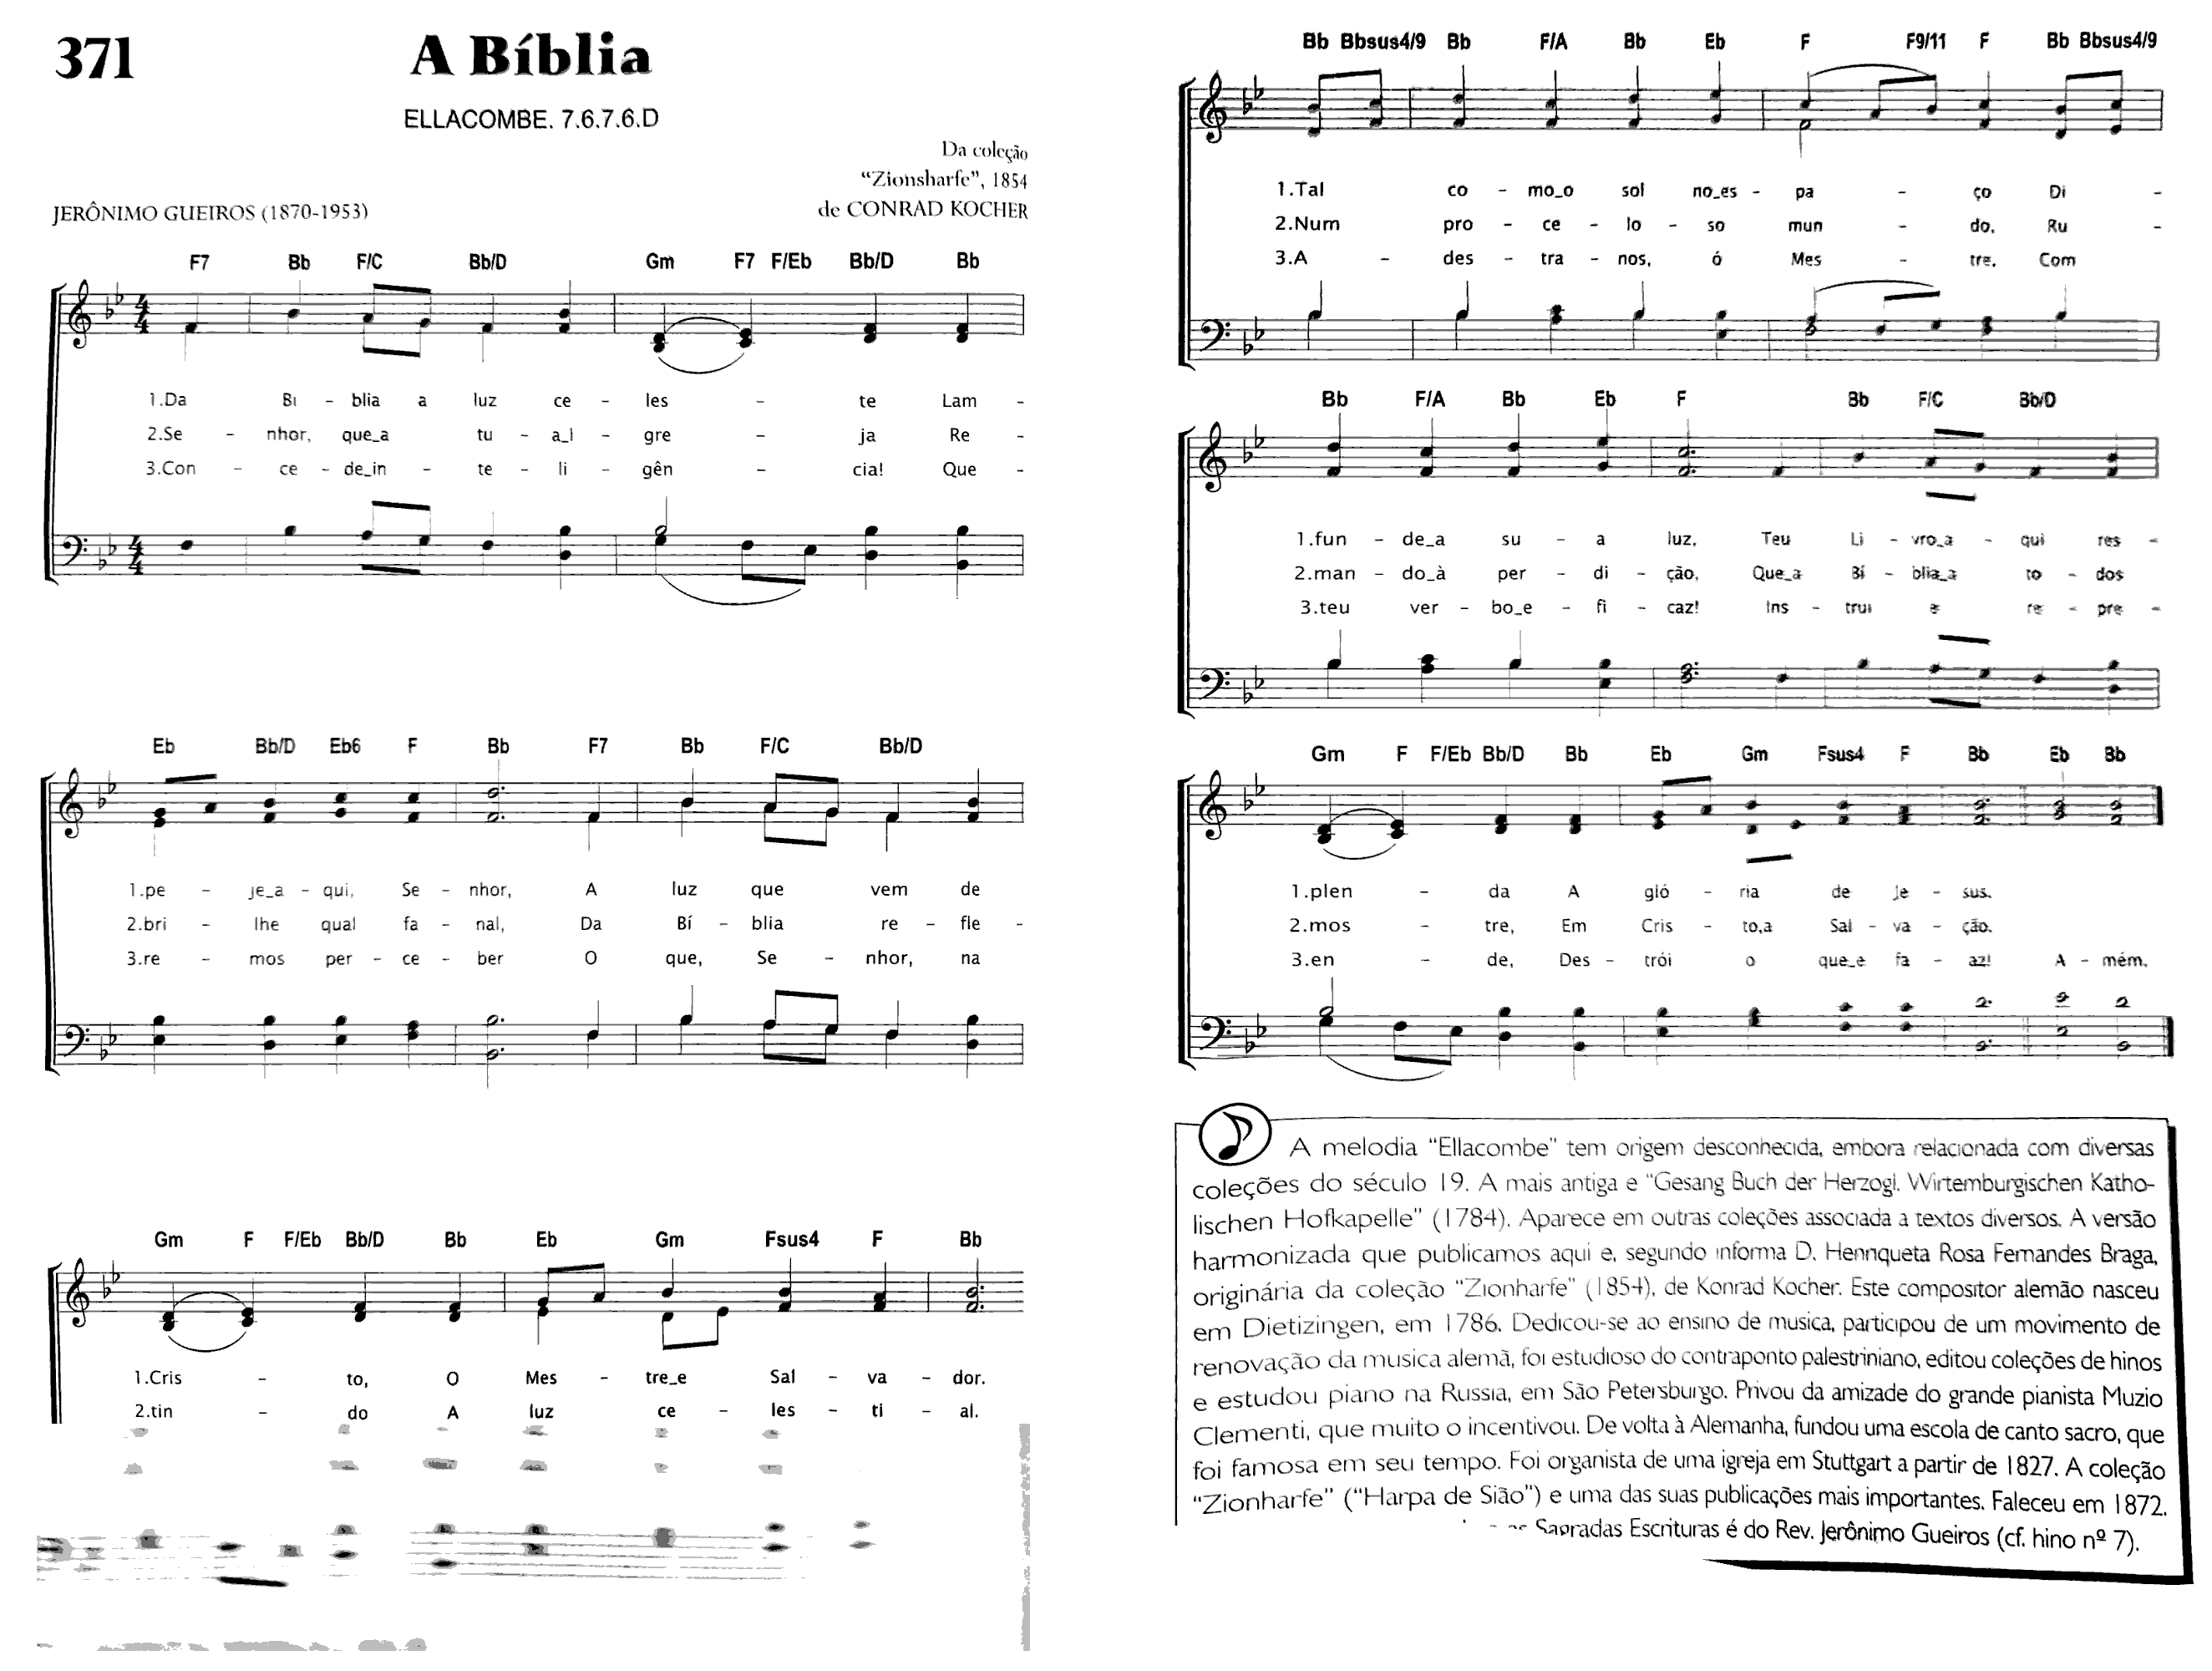 371
A Bíblia
ELLACOMBE. 7.6.7.6.D
Da coleção
"Zionsharfe", 1854
JERÔNIMO GUEIROS (1870-1953)
de CONRAD KOCHER
F7 Bb F/C Bb/D Gm F7 F/Eb Bb/D Bb
1.Da Bí - blia a luz ce - les - te Lam -
2.Se - nhor, que_a tu - a_I - gre - ja Re -
3.Con - ce - de_in - te - li - gên - cia! Que -
Eb Bb/D Eb6 F Bb F7 Bb F/C Bb/D
1.pe - je_a - qui, Se - nhor, A luz que vem de
2.bri - lhe qual fa - nal, Da Bí - blia re - fle -
3.re - mos per - ce - ber O que, Se - nhor, na
Gm F F/Eb Bb/D Bb Eb Gm Fsus4 F Bb
1.Cris - to, O Mes - tre_e Sal - va - dor.
2.tin - do A luz ce - les - ti - al.
Bb Bbsus4/9 Bb F/A Bb Eb F F9/11 F Bb Bbsus4/9
1.Tal co - mo_o sol no_es - pa - ço Di -
2.Num pro - ce - lo - so mun - do, Ru -
3.A - des - tra - nos, ó Mes - tre, Com
Bb F/A Bb Eb F Bb F/C Bb/D
1.fun - de_a su - a luz, Teu Li - vro_a - qui res -
2.man - do_à per - di - ção, Que_a Bí - blia_a to - dos
3.teu ver - bo_e - fi - caz! Ins - trui e re - pre -
Gm F F/Eb Bb/D Bb Eb Gm Fsus4 F Bb Eb Bb
1.plen - da A gló - ria de Je - sus.
2.mos - tre, Em Cris - to,a Sal - va - ção.
3.en - de, Des - trói o que_e fa - az! A - mém.
A melodia "Ellacombe" tem origem desconhecida, embora relacionada com diversas
coleções do século 19. A mais antiga e "Gesang Buch der Herzogl. Wirtemburgischen Katho-
lischen Hofkapelle" (1784). Aparece em outras coleções associada a textos diversos. A versão
harmonizada que publicamos aqui e, segundo informa D. Henriqueta Rosa Fernandes Braga,
originária da coleção "Zionharfe" (1854), de Konrad Kocher. Este compositor alemão nasceu
em Dietizingen, em 1786. Dedicou-se ao ensino de musica, participou de um movimento de
renovação da musica alemã, foi estudioso do contraponto palestriniano, editou coleções de hinos
e estudou piano na Russia, em São Petersburgo. Privou da amizade do grande pianista Muzio
Clementi, que muito o incentivou. De volta à Alemanha, fundou uma escola de canto sacro, que
foi famosa em seu tempo. Foi organista de uma igreja em Stuttgart a partir de 1827. A coleção
"Zionharfe" ("Harpa de Sião") e uma das suas publicações mais importantes. Faleceu em 1872.
Sagradas Escrituras é do Rev. Jerônimo Gueiros (cf. hino nº 7).